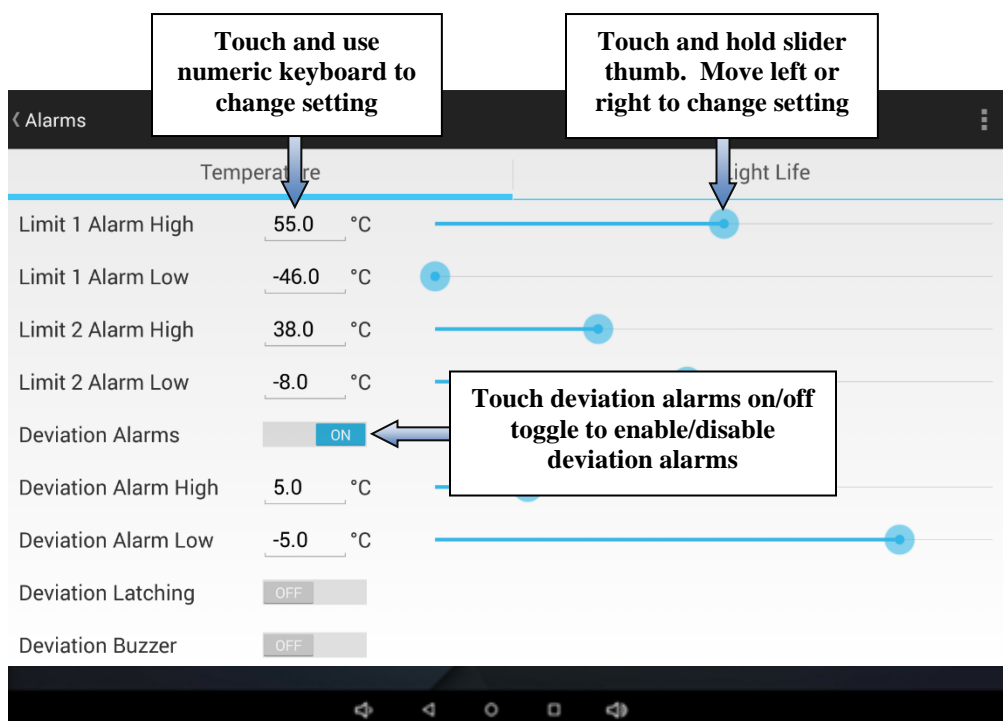 Touch and use
numeric keyboard to
change setting
Touch and hold slider
thumb. Move left or
right to change setting
Alarms
Temperature
Light Life
Limit 1 Alarm High 55.0 °C
Limit 1 Alarm Low -46.0 °C
Limit 2 Alarm High 38.0 °C
Limit 2 Alarm Low -8.0 °C
Touch deviation alarms on/off
toggle to enable/disable
deviation alarms
Deviation Alarms ON
Deviation Alarm High 5.0 °C
Deviation Alarm Low -5.0 °C
Deviation Latching OFF
Deviation Buzzer OFF